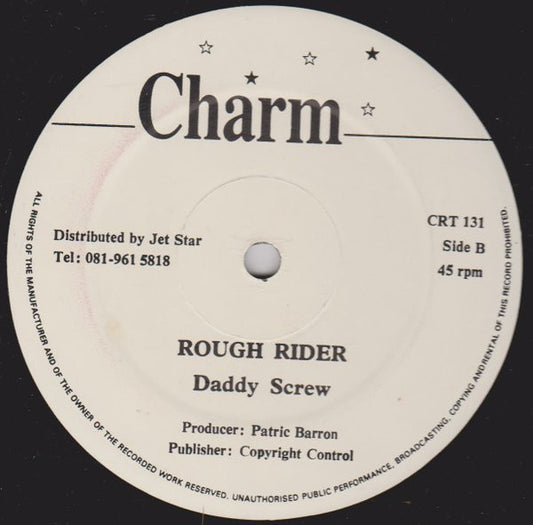 Charm
Distributed by Jet Star
Tel: 081-961 5818
CRT 131
Side B
45 rpm
ROUGH RIDER
Daddy Screw
Producer: Patric Barron
Publisher: Copyright Control
ALL RIGHTS OF THE MANUFACTURER AND OF THE OWNER OF THE RECORDED WORK RESERVED. UNAUTHORISED PUBLIC PERFORMANCE, BROADCASTING, COPYING AND RENTAL OF THIS RECORD PROHIBITED.